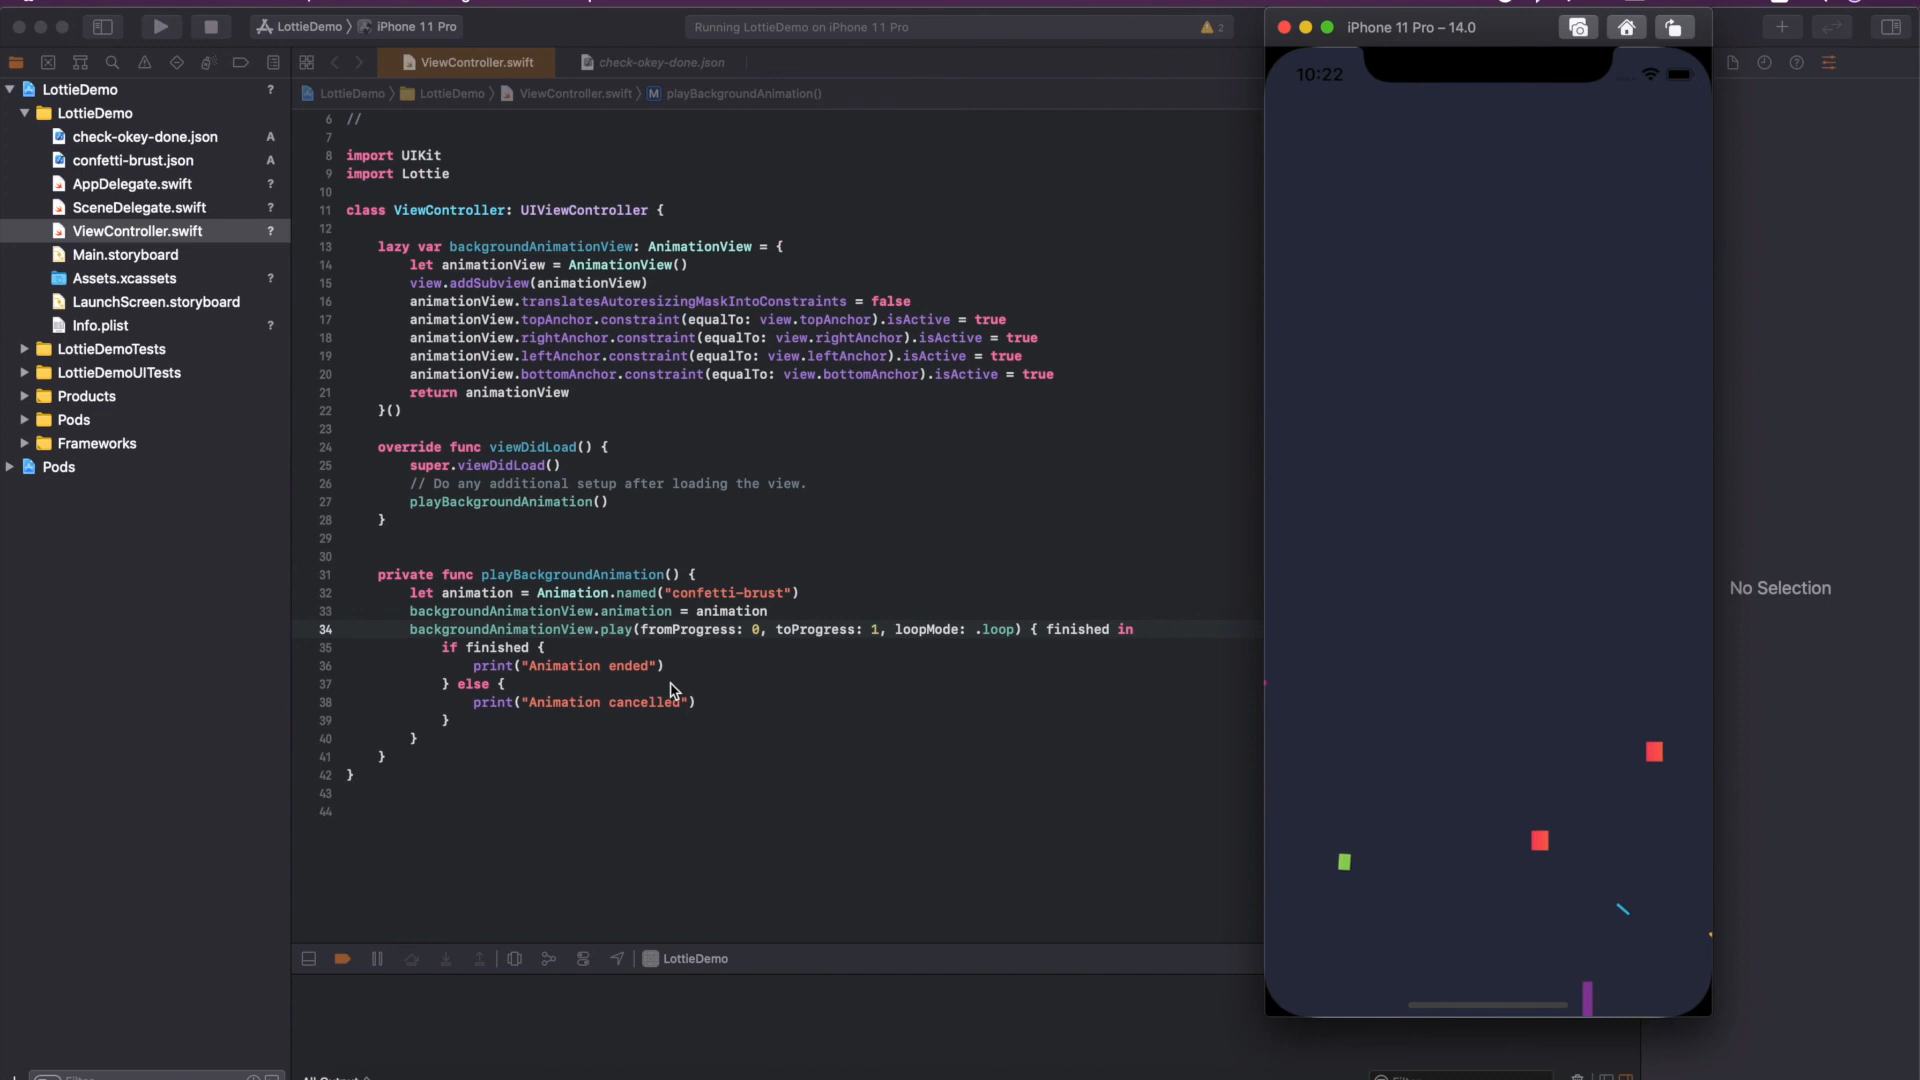 LottieDemo 〉 iPhone 11 Pro
Running LottieDemo on iPhone 11 Pro
2
iPhone 11 Pro – 14.0
ViewController.swift
check-okey-done.json
LottieDemo 〉 LottieDemo 〉 ViewController.swift 〉 M playBackgroundAnimation()
LottieDemo ?
LottieDemo
check-okey-done.json A
confetti-brust.json A
AppDelegate.swift ?
SceneDelegate.swift ?
ViewController.swift ?
Main.storyboard
Assets.xcassets ?
LaunchScreen.storyboard
Info.plist ?
LottieDemoTests
LottieDemoUITests
Products
Pods
Frameworks
Pods
6 //
7
8 import UIKit
9 import Lottie
10
11 class ViewController: UIViewController {
12
13 lazy var backgroundAnimationView: AnimationView = {
14 let animationView = AnimationView()
15 view.addSubview(animationView)
16 animationView.translatesAutoresizingMaskIntoConstraints = false
17 animationView.topAnchor.constraint(equalTo: view.topAnchor).isActive = true
18 animationView.rightAnchor.constraint(equalTo: view.rightAnchor).isActive = true
19 animationView.leftAnchor.constraint(equalTo: view.leftAnchor).isActive = true
20 animationView.bottomAnchor.constraint(equalTo: view.bottomAnchor).isActive = true
21 return animationView
22 }()
23
24 override func viewDidLoad() {
25 super.viewDidLoad()
26 // Do any additional setup after loading the view.
27 playBackgroundAnimation()
28 }
29
30
31 private func playBackgroundAnimation() {
32 let animation = Animation.named("confetti-brust")
33 backgroundAnimationView.animation = animation
34 backgroundAnimationView.play(fromProgress: 0, toProgress: 1, loopMode: .loop) { finished in
35 if finished {
36 print("Animation ended")
37 } else {
38 print("Animation cancelled")
39 }
40 }
41 }
42 }
43
44
LottieDemo
10:22
No Selection